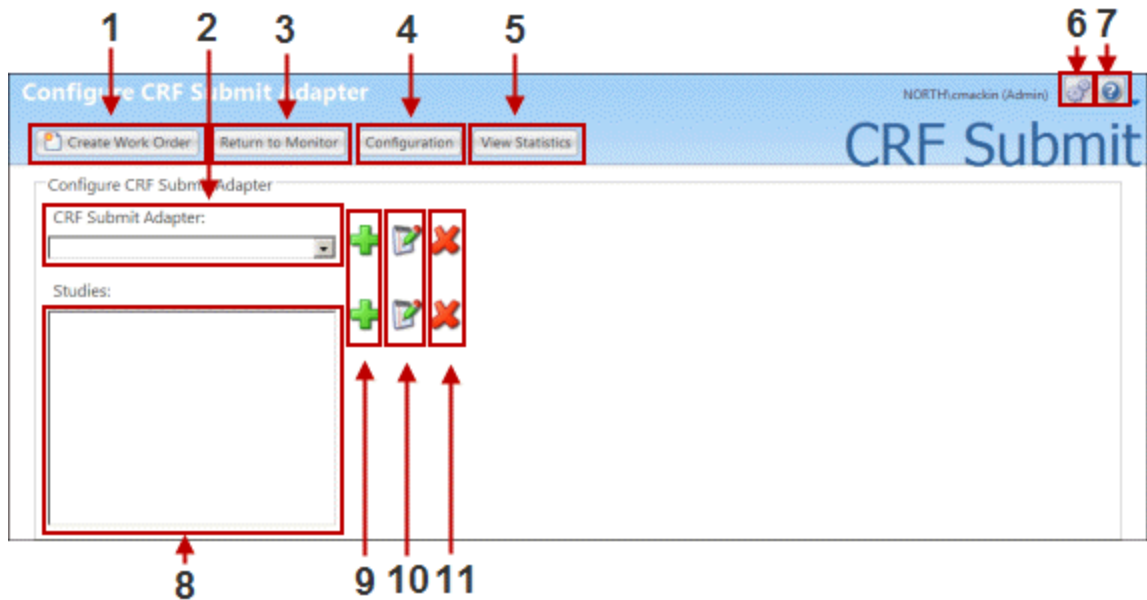 1 2 3 4 5 6 7
Configure CRF Submit Adapter
NORTH\cmackin (Admin)
Create Work Order Return to Monitor Configuration View Statistics
CRF Submit
Configure CRF Submit Adapter
CRF Submit Adapter:
Studies:
8 9 10 11